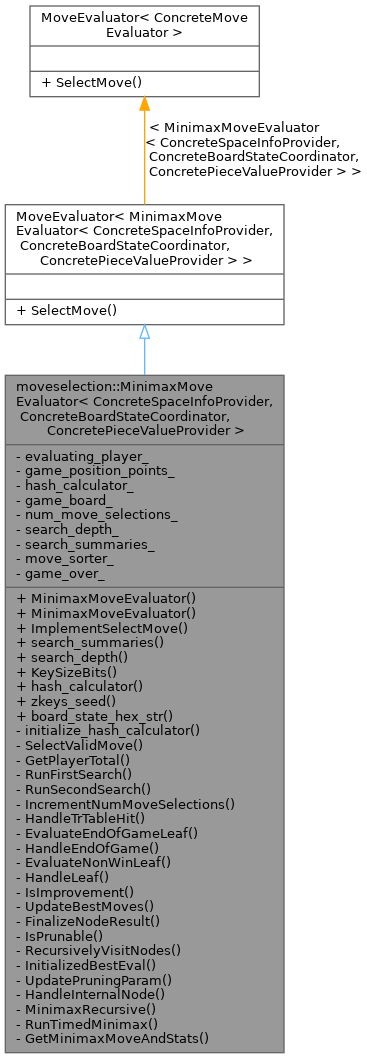 MoveEvaluator< ConcreteMove
Evaluator >
+ SelectMove()
< MinimaxMoveEvaluator
< ConcreteSpaceInfoProvider,
ConcreteBoardStateCoordinator,
ConcretePieceValueProvider > >
MoveEvaluator< MinimaxMove
Evaluator< ConcreteSpaceInfoProvider,
ConcreteBoardStateCoordinator,
ConcretePieceValueProvider > >
+ SelectMove()
moveselection::MinimaxMove
Evaluator< ConcreteSpaceInfoProvider,
ConcreteBoardStateCoordinator,
ConcretePieceValueProvider >
- evaluating_player_
- game_position_points_
- hash_calculator_
- game_board_
- num_move_selections_
- search_depth_
- search_summaries_
- move_sorter_
- game_over_
+ MinimaxMoveEvaluator()
+ MinimaxMoveEvaluator()
+ ImplementSelectMove()
+ search_summaries()
+ search_depth()
+ KeySizeBits()
+ hash_calculator()
+ zkeys_seed()
+ board_state_hex_str()
- initialize_hash_calculator()
- SelectValidMove()
- GetPlayerTotal()
- RunFirstSearch()
- RunSecondSearch()
- IncrementNumMoveSelections()
- HandleTrTableHit()
- EvaluateEndOfGameLeaf()
- HandleEndOfGame()
- EvaluateNonWinLeaf()
- HandleLeaf()
- IsImprovement()
- UpdateBestMoves()
- FinalizeNodeResult()
- IsPrunable()
- RecursivelyVisitNodes()
- InitializedBestEval()
- UpdatePruningParam()
- HandleInternalNode()
- MinimaxRecursive()
- RunTimedMinimax()
- GetMinimaxMoveAndStats()